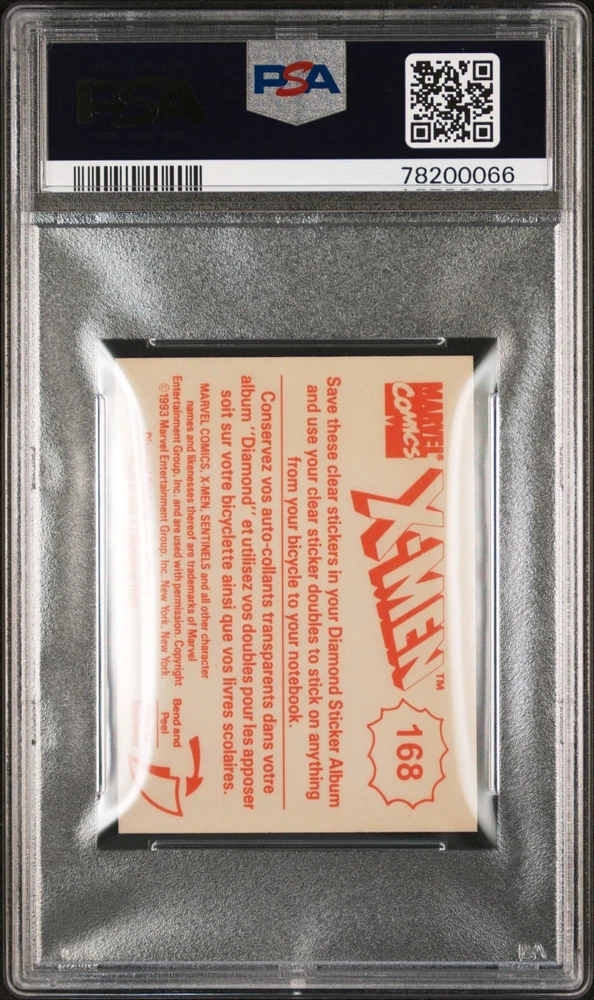 PSA
PSA
78200066
MARVEL®
COMICS
X-MEN™
168
Save these clear stickers in your Diamond Sticker Album
and use your clear sticker doubles to stick on anything
from your bicycle to your notebook.
Conservez vos auto-collants transparents dans votre
album "Diamond" et utilisez vos doubles pour les apposer
soit sur votre bicyclette ainsi que vos livres scolaires.
MARVEL COMICS, X-MEN, SENTINELS and all other character
names and likenesses thereof are trademarks of Marvel
Entertainment Group, Inc. and are used with permission. Copyright
©1993 Marvel Entertainment Group, Inc. New York, New York.
Bend and
Peel